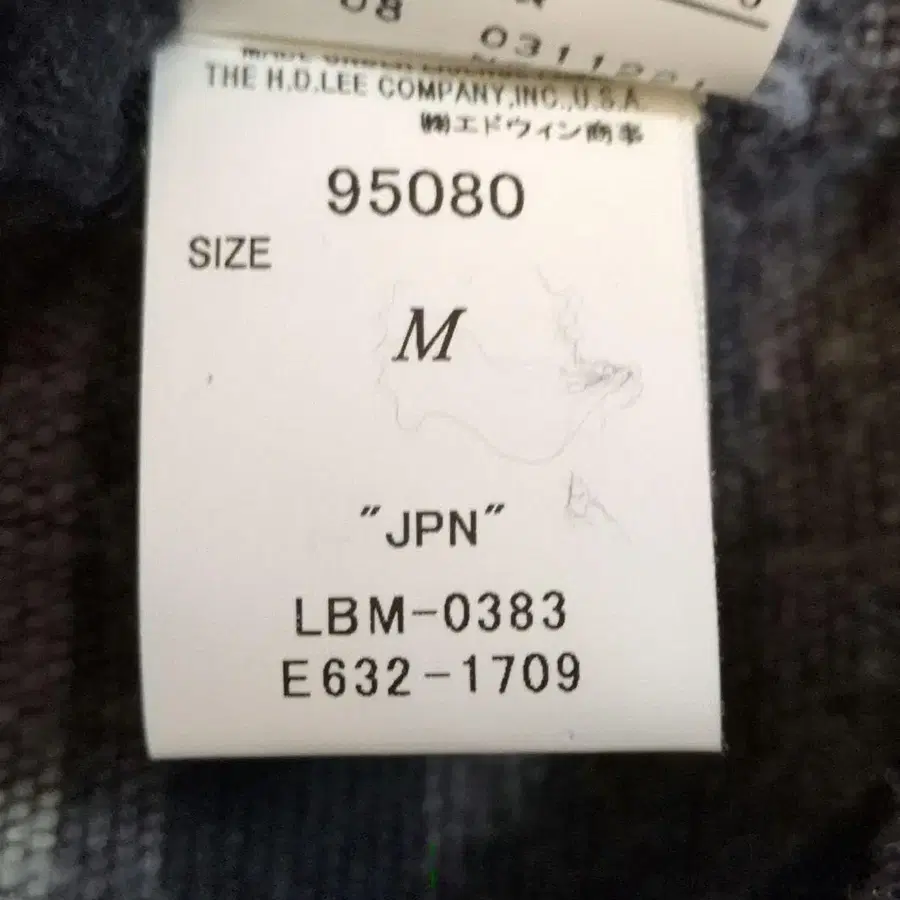 08
THE H.D.LEE COMPANY,INC.,U.S.A.
㈱エドウィン商事
95080
SIZE
M
"JPN"
LBM-0383
E632-1709